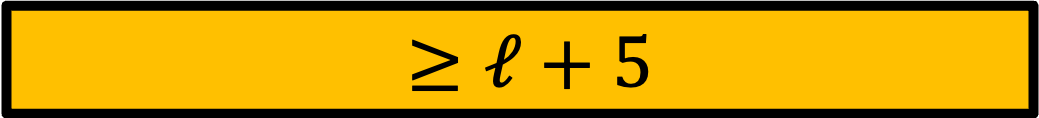 ≥ ℓ + 5